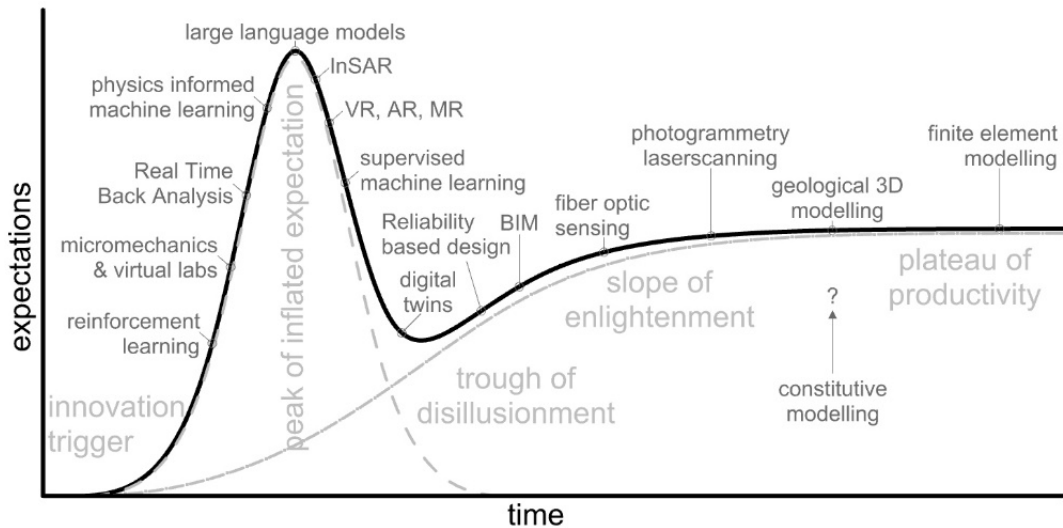 large language models
InSAR
physics informed
machine learning
VR, AR, MR
photogrammetry
laserscanning
finite element
modelling
supervised
machine learning
Real Time
Back Analysis
geological 3D
modelling
fiber optic
sensing
Reliability
based design
BIM
micromechanics
& virtual labs
digital
twins
slope of
enlightenment
plateau of
productivity
?
reinforcement
learning
peak of inflated expectation
trough of
disillusionment
constitutive
modelling
innovation
trigger
expectations
time